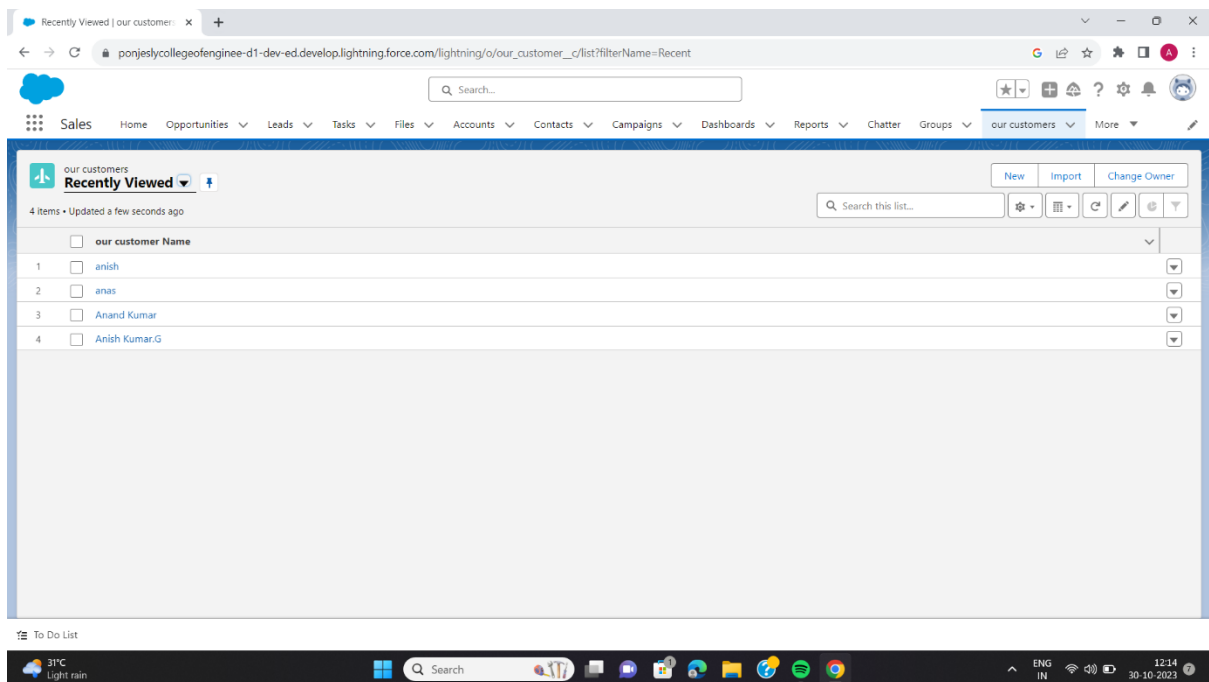 Recently Viewed | our customers
ponjeslycollegeofenginee-d1-dev-ed.develop.lightning.force.com/lightning/o/our_customer__c/list?filterName=Recent
G
A
Search...
Sales Home Opportunities Leads Tasks Files Accounts Contacts Campaigns Dashboards Reports Chatter Groups our customers More
our customers
Recently Viewed
New Import Change Owner
4 items • Updated a few seconds ago
Search this list...
our customer Name
1 anish
2 anas
3 Anand Kumar
4 Anish Kumar.G
To Do List
31°C
Light rain
Search
ENG
IN
12:14
30-10-2023